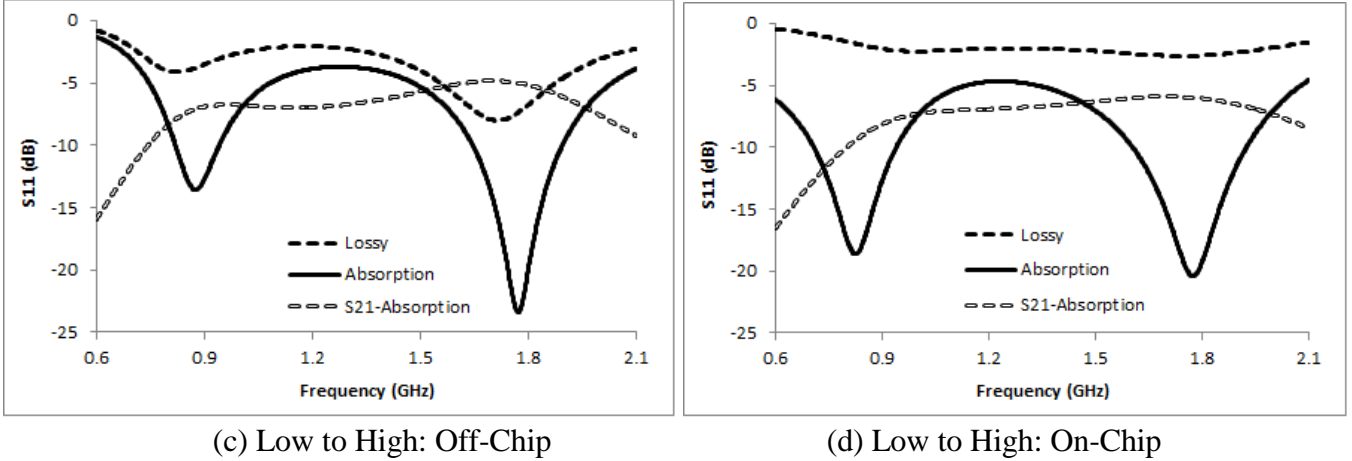 0
-5
-10
-15
-20
-25
S11 (dB)
Lossy
Absorption
S21-Absorption
0.6 0.9 1.2 1.5 1.8 2.1
Frequency (GHz)
(c) Low to High: Off-Chip
0
-5
-10
-15
-20
-25
S11 (dB)
Lossy
Absorption
S21-Absorption
0.6 0.9 1.2 1.5 1.8 2.1
Frequency (GHz)
(d) Low to High: On-Chip